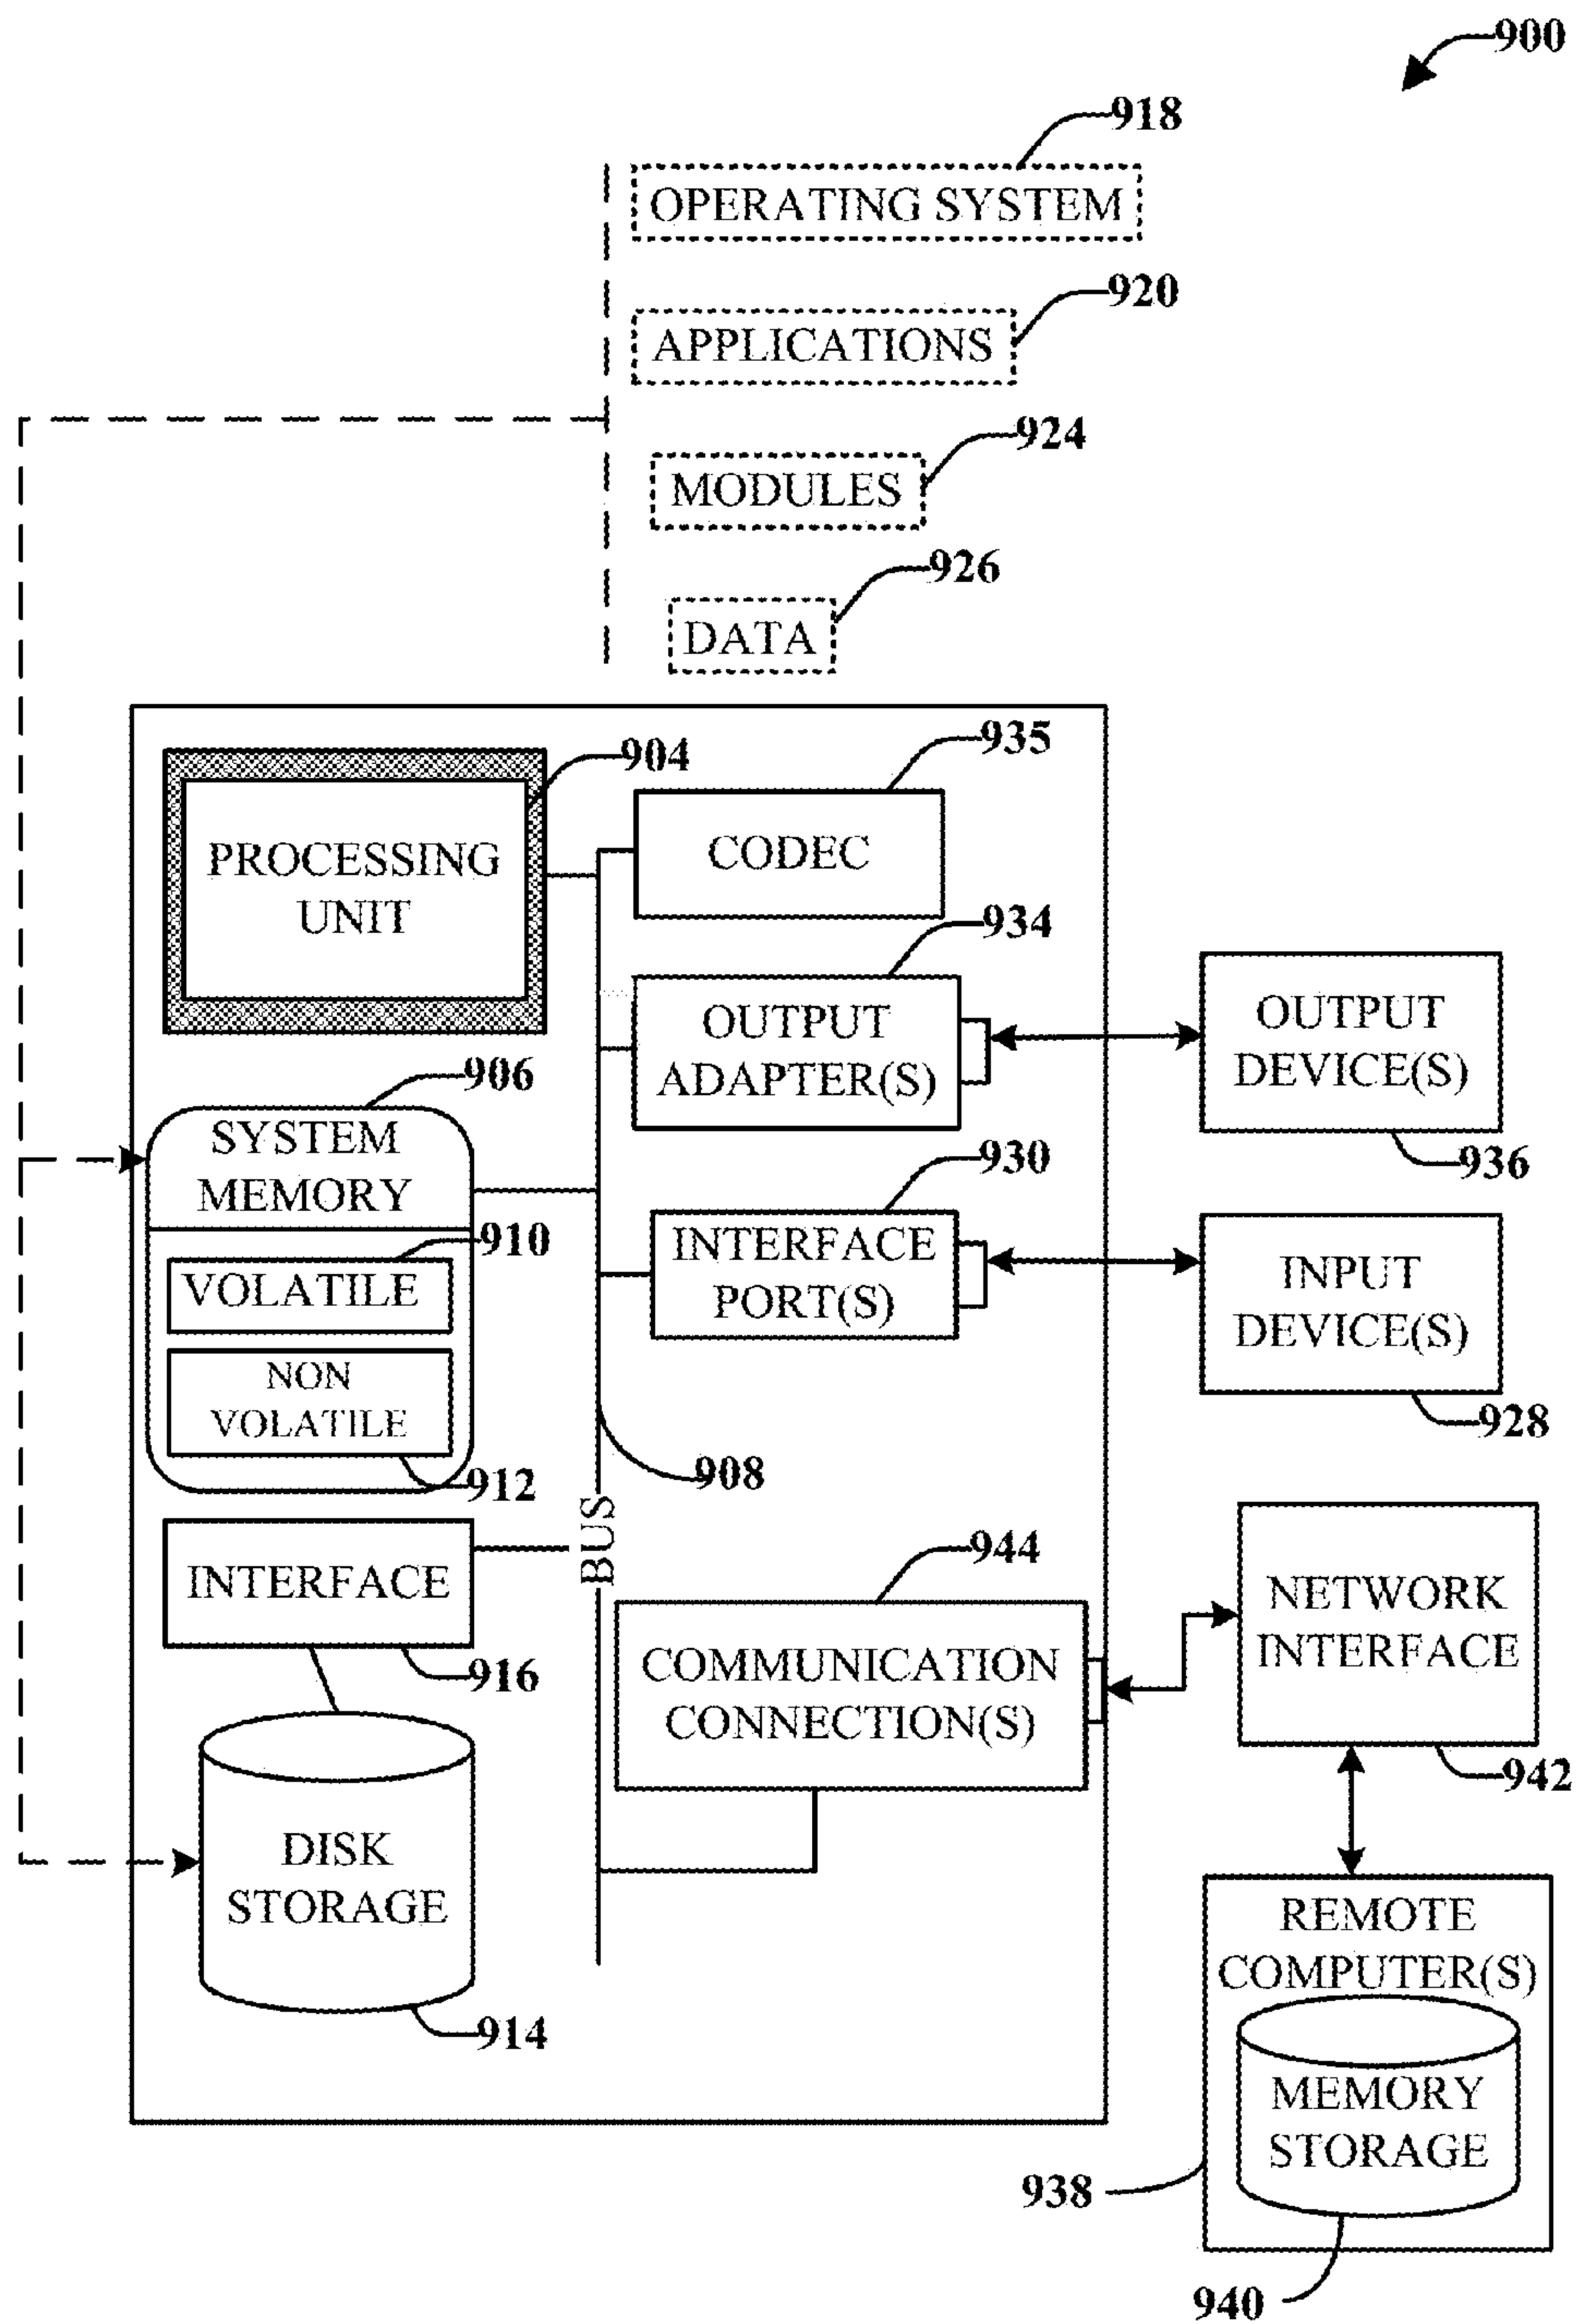 900
918
OPERATING SYSTEM
920
APPLICATIONS
924
MODULES
926
DATA
904
PROCESSING
UNIT
935
CODEC
934
OUTPUT
ADAPTER(S)
OUTPUT
DEVICE(S)
936
906
SYSTEM
MEMORY
910
VOLATILE
NON
VOLATILE
912
930
INTERFACE
PORT(S)
INPUT
DEVICE(S)
928
908
BUS
INTERFACE
916
944
COMMUNICATION
CONNECTION(S)
NETWORK
INTERFACE
942
DISK
STORAGE
914
REMOTE
COMPUTER(S)
MEMORY
STORAGE
938
940